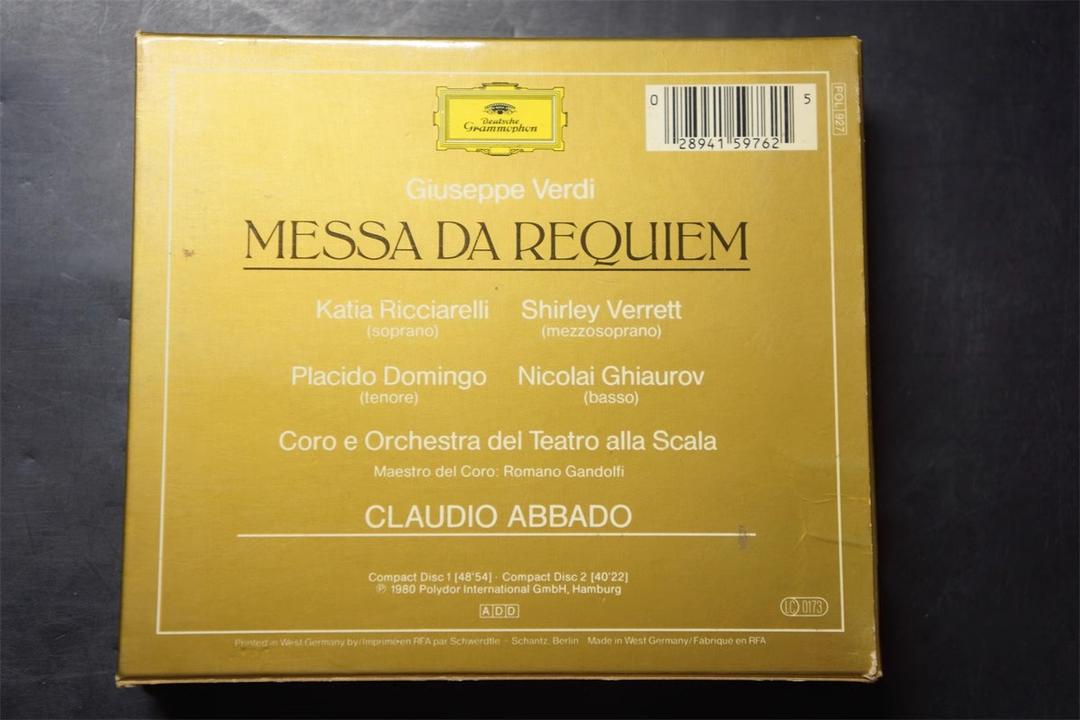 Deutsche
Grammophon
0 28941 59762 5
POL 927
Giuseppe Verdi
MESSA DA REQUIEM
Katia Ricciarelli Shirley Verrett
(soprano) (mezzosoprano)
Placido Domingo Nicolai Ghiaurov
(tenore) (basso)
Coro e Orchestra del Teatro alla Scala
Maestro del Coro: Romano Gandolfi
CLAUDIO ABBADO
Compact Disc 1 [48'54] · Compact Disc 2 [40'22]
℗ 1980 Polydor International GmbH, Hamburg
ADD
LC 0173
Printed in West Germany by/Imprimé en RFA par Schwerdtle - Schantz, Berlin Made in West Germany/Fabriqué en RFA